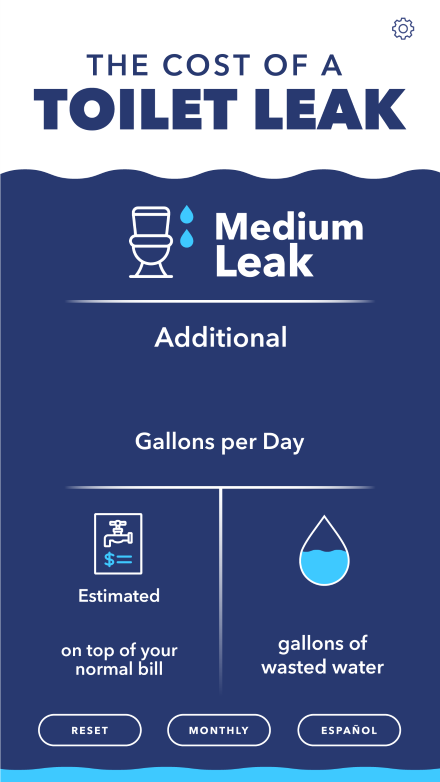 THE COST OF A
TOILET LEAK
Medium
Leak
Additional
Gallons per Day
$=
Estimated
on top of your
normal bill
gallons of
wasted water
RESET
MONTHLY
ESPAÑOL